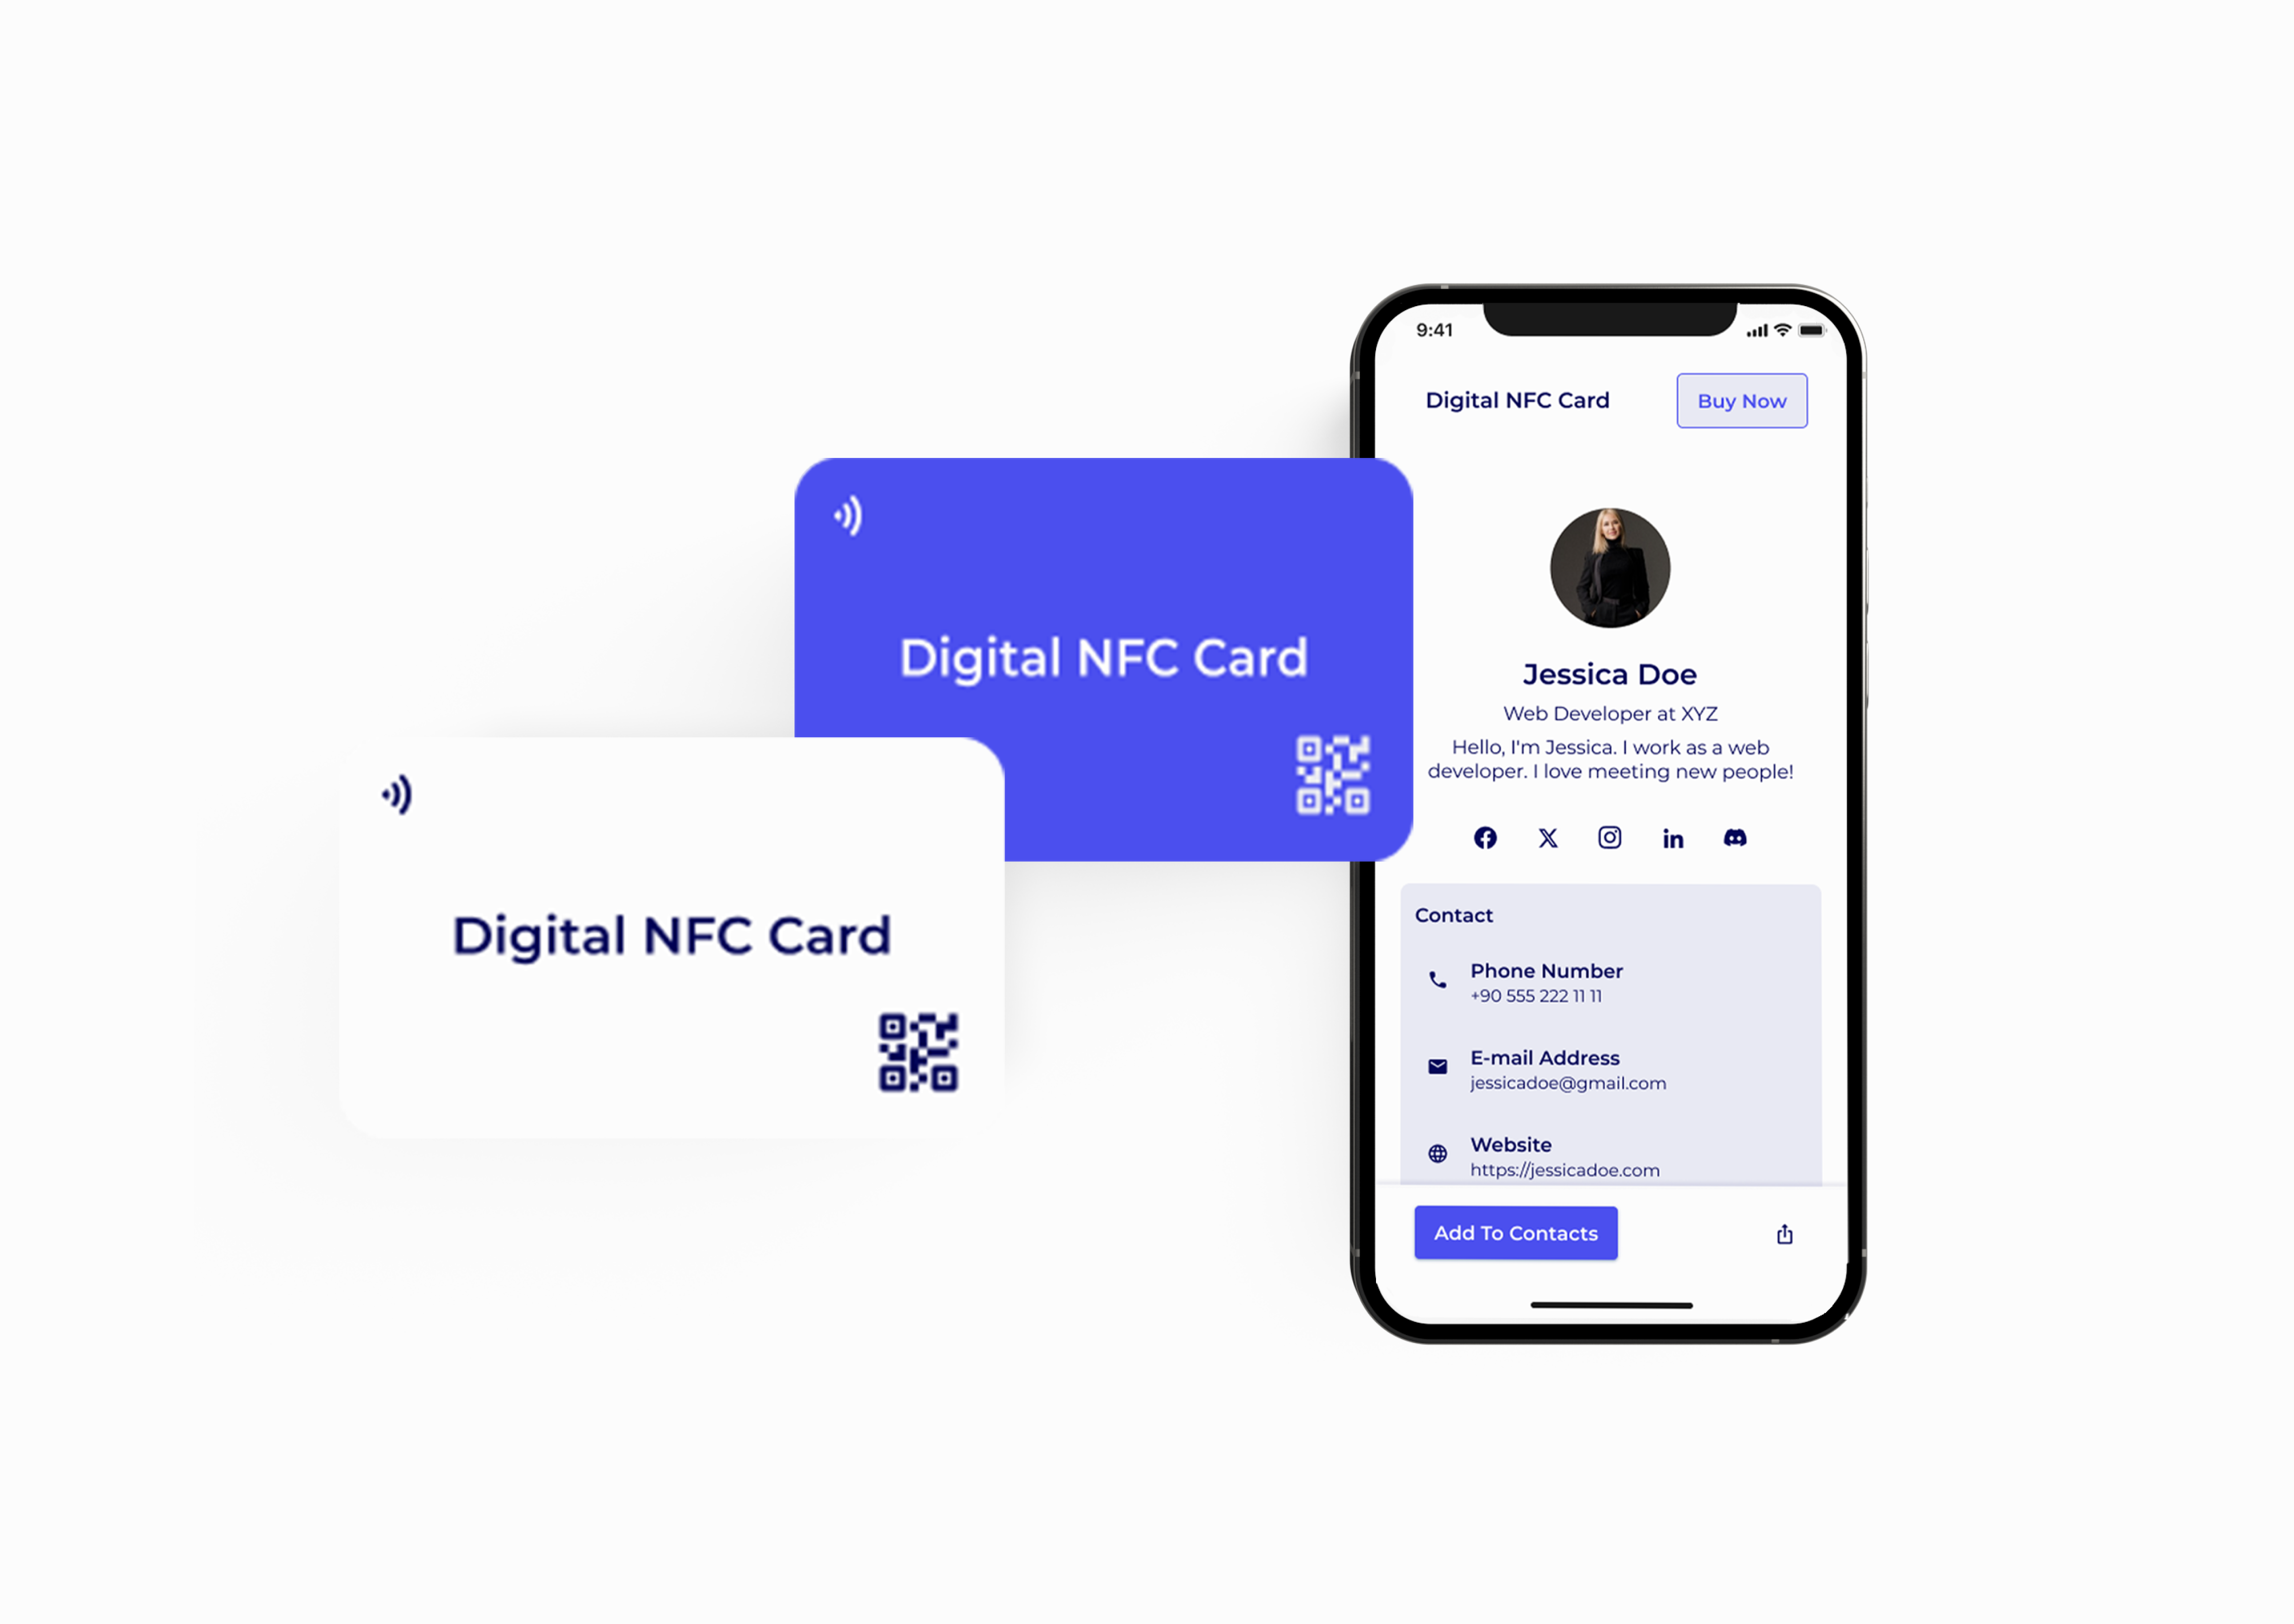 Digital NFC Card
Digital NFC Card
9:41
Digital NFC Card
Buy Now
Jessica Doe
Web Developer at XYZ
Hello, I'm Jessica. I work as a web
developer. I love meeting new people!
Contact
Phone Number
+90 555 222 11 11
E-mail Address
jessicadoe@gmail.com
Website
https://jessicadoe.com
Add To Contacts